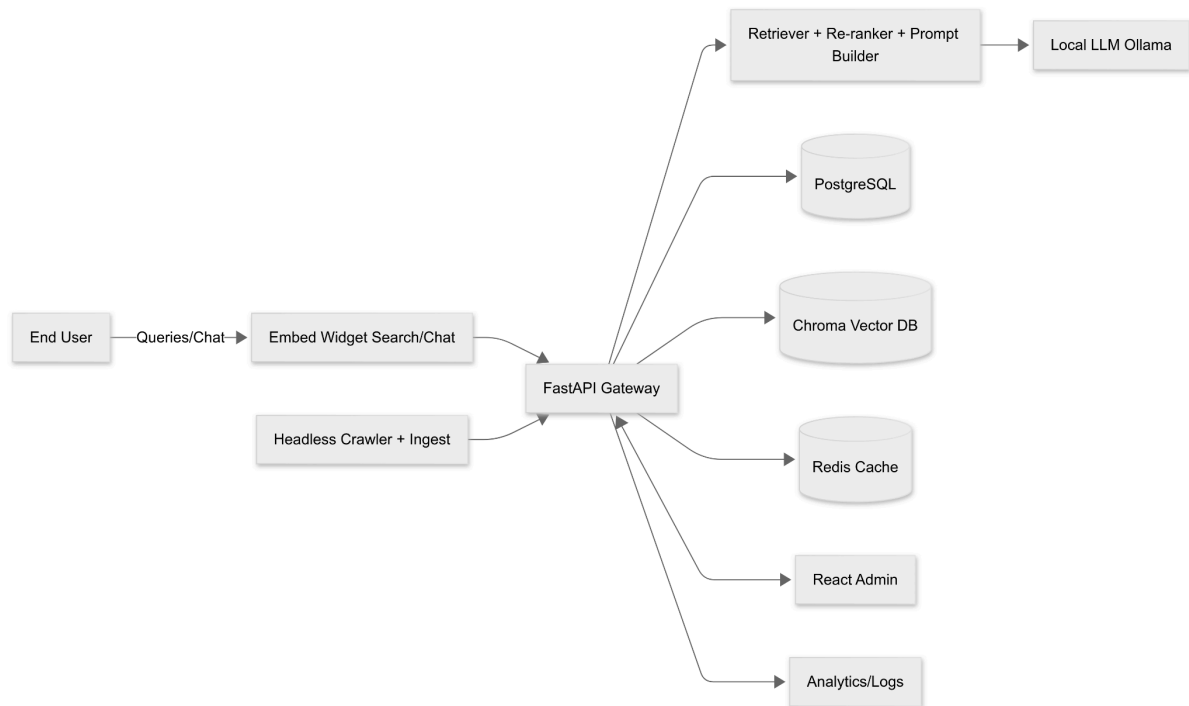 Retriever + Re-ranker + Prompt
Builder
Local LLM Ollama
PostgreSQL
Chroma Vector DB
End User
Queries/Chat
Embed Widget Search/Chat
FastAPI Gateway
Headless Crawler + Ingest
Redis Cache
React Admin
Analytics/Logs